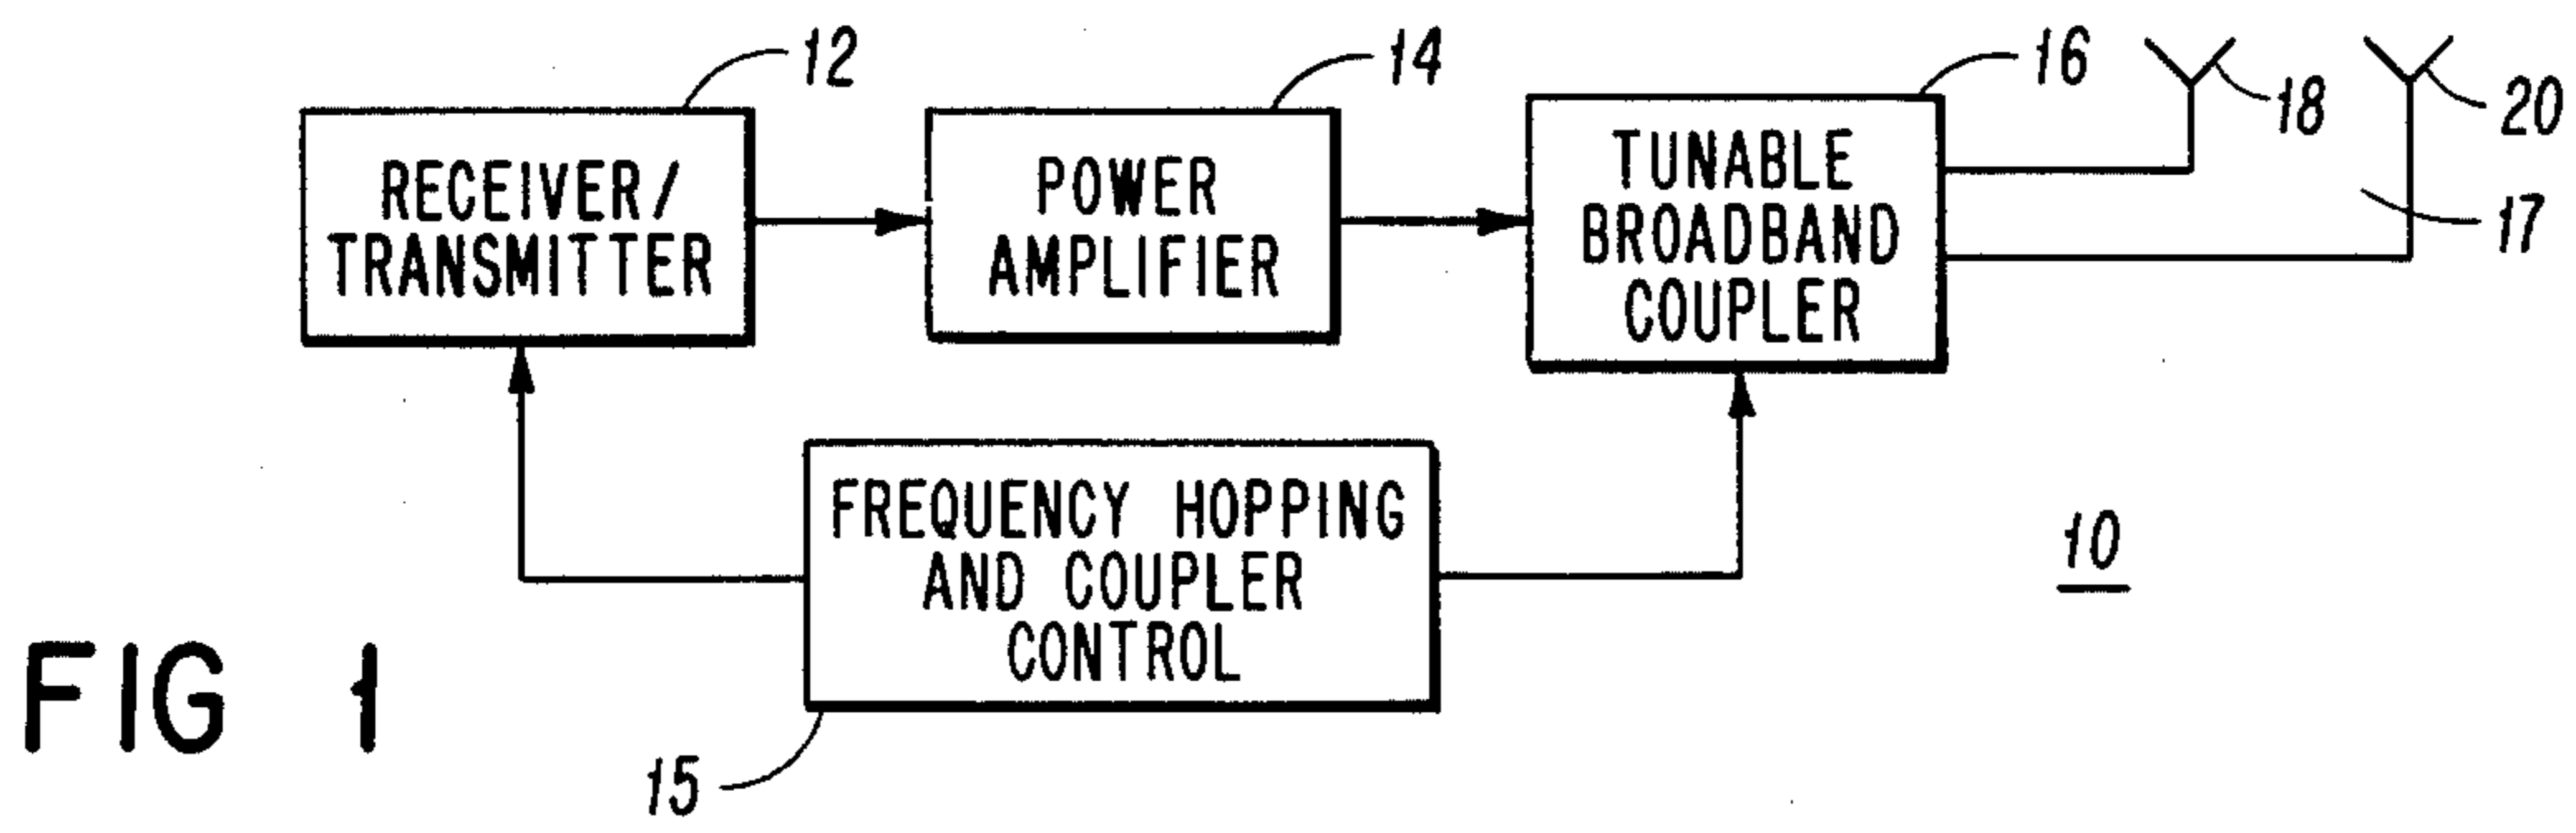 12
14
16
18
20
RECEIVER/
TRANSMITTER
POWER
AMPLIFIER
TUNABLE
BROADBAND
COUPLER
17
FREQUENCY HOPPING
AND COUPLER
CONTROL
10
FIG 1
15